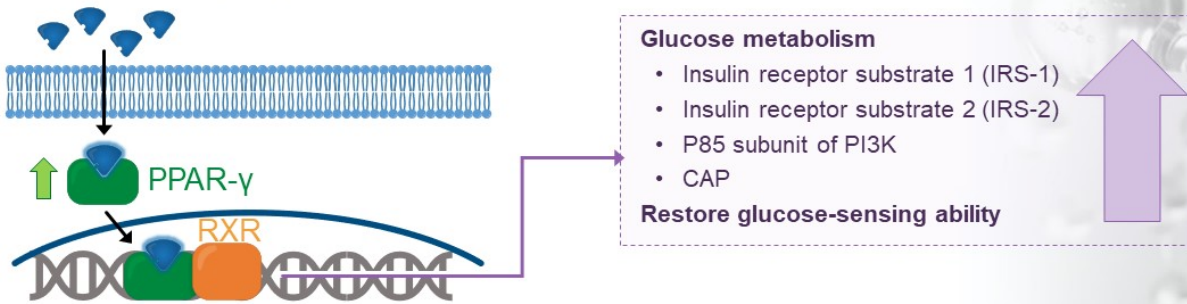 Glucose metabolism
• Insulin receptor substrate 1 (IRS-1)
• Insulin receptor substrate 2 (IRS-2)
• P85 subunit of PI3K
• CAP
Restore glucose-sensing ability
PPAR-γ
RXR